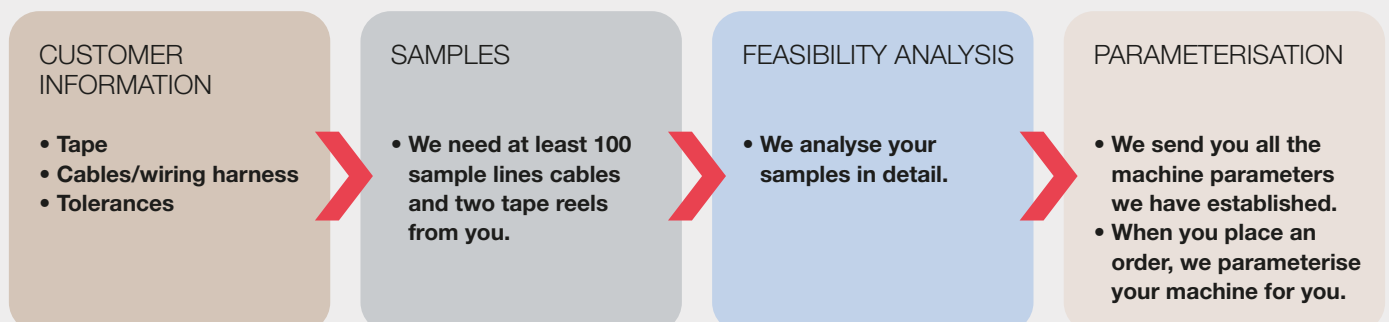 CUSTOMER
INFORMATION
• Tape
• Cables/wiring harness
• Tolerances
SAMPLES
• We need at least 100
sample lines cables
and two tape reels
from you.
FEASIBILITY ANALYSIS
• We analyse your
samples in detail.
PARAMETERISATION
• We send you all the
machine parameters
we have established.
• When you place an
order, we parameterise
your machine for you.